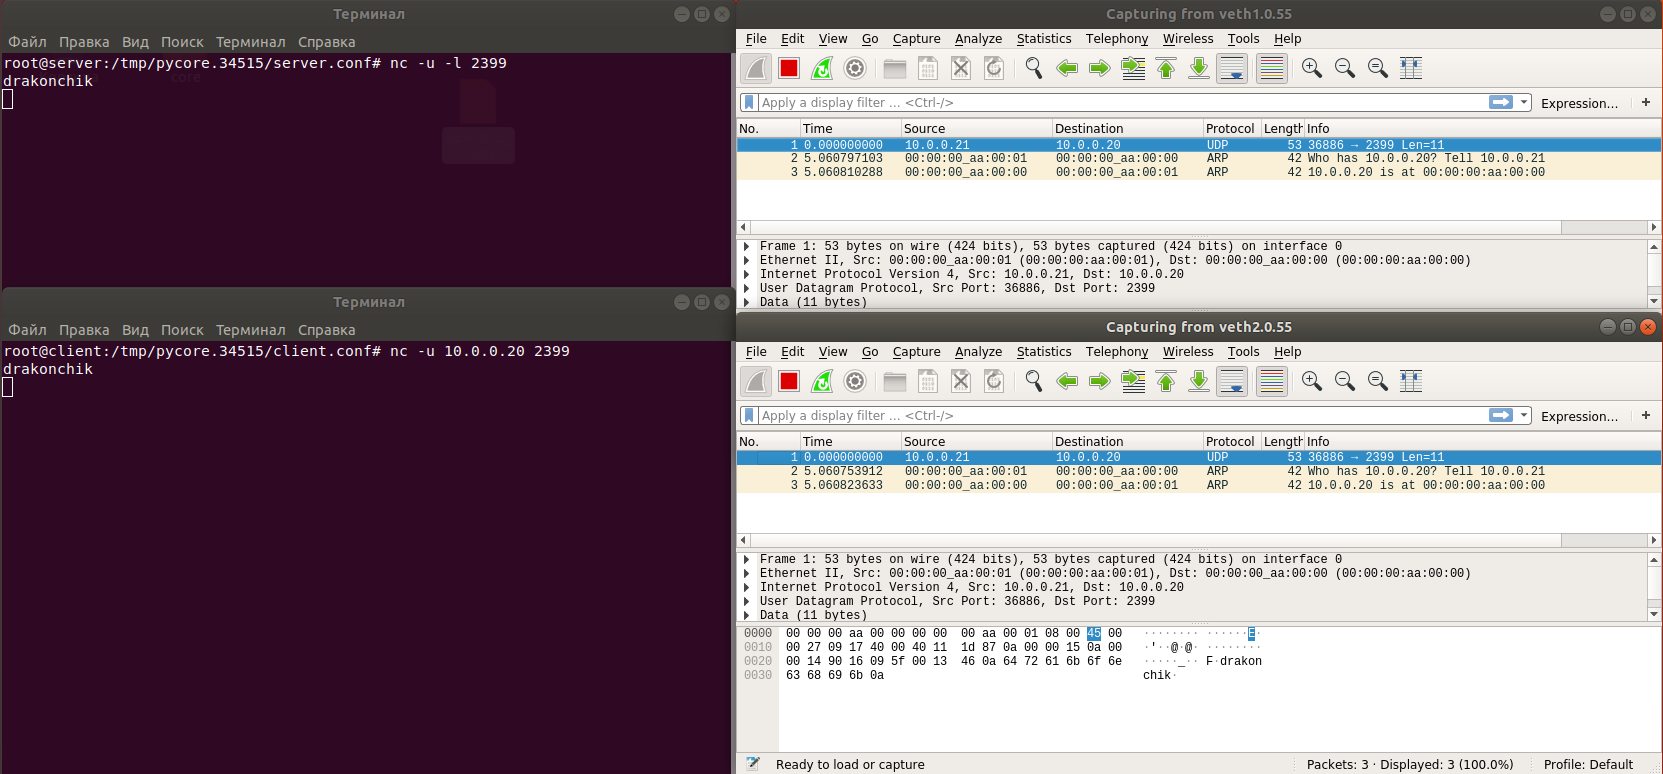 Терминал
Файл Правка Вид Поиск Терминал Справка
root@server:/tmp/pycore.34515/server.conf# nc -u -l 2399
drakonchik
core
Терминал
Файл Правка Вид Поиск Терминал Справка
root@client:/tmp/pycore.34515/client.conf# nc -u 10.0.0.20 2399
drakonchik
Capturing from veth1.0.55
File Edit View Go Capture Analyze Statistics Telephony Wireless Tools Help
Apply a display filter ... <Ctrl-/> Expression... +
No. Time Source Destination Protocol Length Info
1 0.000000000 10.0.0.21 10.0.0.20 UDP 53 36886 → 2399 Len=11
2 5.060797103 00:00:00_aa:00:01 00:00:00_aa:00:00 ARP 42 Who has 10.0.0.20? Tell 10.0.0.21
3 5.060810288 00:00:00_aa:00:00 00:00:00_aa:00:01 ARP 42 10.0.0.20 is at 00:00:00:aa:00:00
Frame 1: 53 bytes on wire (424 bits), 53 bytes captured (424 bits) on interface 0
Ethernet II, Src: 00:00:00_aa:00:01 (00:00:00:aa:00:01), Dst: 00:00:00_aa:00:00 (00:00:00:aa:00:00)
Internet Protocol Version 4, Src: 10.0.0.21, Dst: 10.0.0.20
User Datagram Protocol, Src Port: 36886, Dst Port: 2399
Data (11 bytes)
Capturing from veth2.0.55
File Edit View Go Capture Analyze Statistics Telephony Wireless Tools Help
Apply a display filter ... <Ctrl-/> Expression... +
No. Time Source Destination Protocol Length Info
1 0.000000000 10.0.0.21 10.0.0.20 UDP 53 36886 → 2399 Len=11
2 5.060753912 00:00:00_aa:00:01 00:00:00_aa:00:00 ARP 42 Who has 10.0.0.20? Tell 10.0.0.21
3 5.060823633 00:00:00_aa:00:00 00:00:00_aa:00:01 ARP 42 10.0.0.20 is at 00:00:00:aa:00:00
Frame 1: 53 bytes on wire (424 bits), 53 bytes captured (424 bits) on interface 0
Ethernet II, Src: 00:00:00_aa:00:01 (00:00:00:aa:00:01), Dst: 00:00:00_aa:00:00 (00:00:00:aa:00:00)
Internet Protocol Version 4, Src: 10.0.0.21, Dst: 10.0.0.20
User Datagram Protocol, Src Port: 36886, Dst Port: 2399
Data (11 bytes)
0000 00 00 00 aa 00 00 00 00 00 aa 00 01 08 00 45 00 ········ ······E·
0010 00 27 09 17 40 00 40 11 1d 87 0a 00 00 15 0a 00 ·'··@·@· ········
0020 00 14 90 16 09 5f 00 13 46 0a 64 72 61 6b 6f 6e ·····_·· F·drakon
0030 63 68 69 6b 0a chik·
Ready to load or capture Packets: 3 · Displayed: 3 (100.0%) Profile: Default